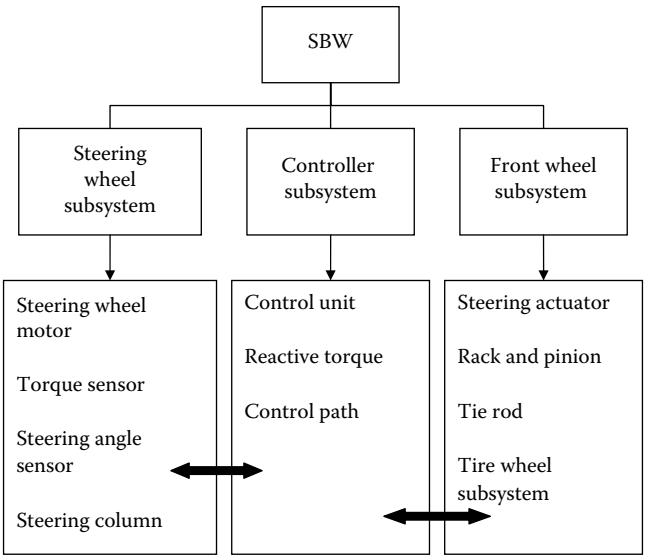 SBW
Steering
wheel
subsystem
Controller
subsystem
Front wheel
subsystem
Steering wheel
motor
Torque sensor
Steering angle
sensor
Steering column
Control unit
Reactive torque
Control path
Steering actuator
Rack and pinion
Tie rod
Tire wheel
subsystem